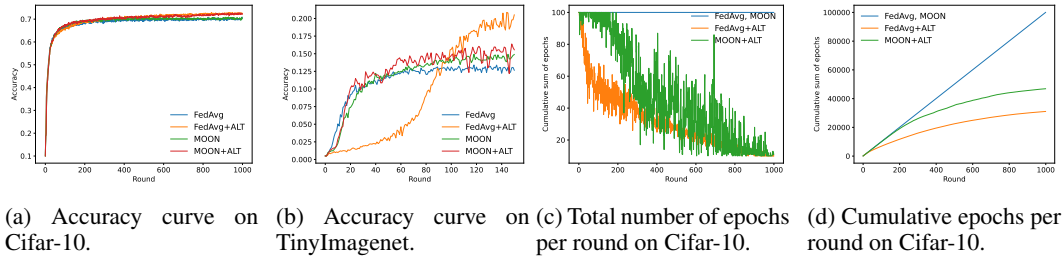 0.7
0.6
0.5
0.4
0.3
0.2
0.1
Accuracy
0 200 400 600 800 1000
Round
FedAvg
FedAvg+ALT
MOON
MOON+ALT
0.200
0.175
0.150
0.125
0.100
0.075
0.050
0.025
0.000
Accuracy
0 20 40 60 80 100 120 140
Round
FedAvg
FedAvg+ALT
MOON
MOON+ALT
100
80
60
40
20
Cumulative sum of epochs
0 200 400 600 800 1000
Round
FedAvg, MOON
FedAvg+ALT
MOON+ALT
100000
80000
60000
40000
20000
0
Cumulative sum of epochs
0 200 400 600 800 1000
Round
FedAvg, MOON
FedAvg+ALT
MOON+ALT
(a) Accuracy curve on
Cifar-10.
(b) Accuracy curve on
TinyImagenet.
(c) Total number of epochs
per round on Cifar-10.
(d) Cumulative epochs per
round on Cifar-10.